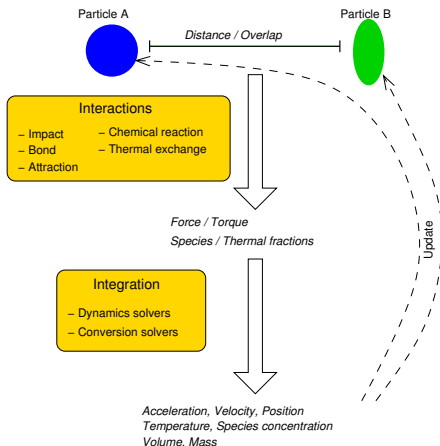 Particle A
Particle B
Distance / Overlap
Interactions
– Impact
– Bond
– Attraction
– Chemical reaction
– Thermal exchange
Force / Torque
Species / Thermal fractions
Update
Integration
– Dynamics solvers
– Conversion solvers
Acceleration, Velocity, Position
Temperature, Species concentration
Volume, Mass